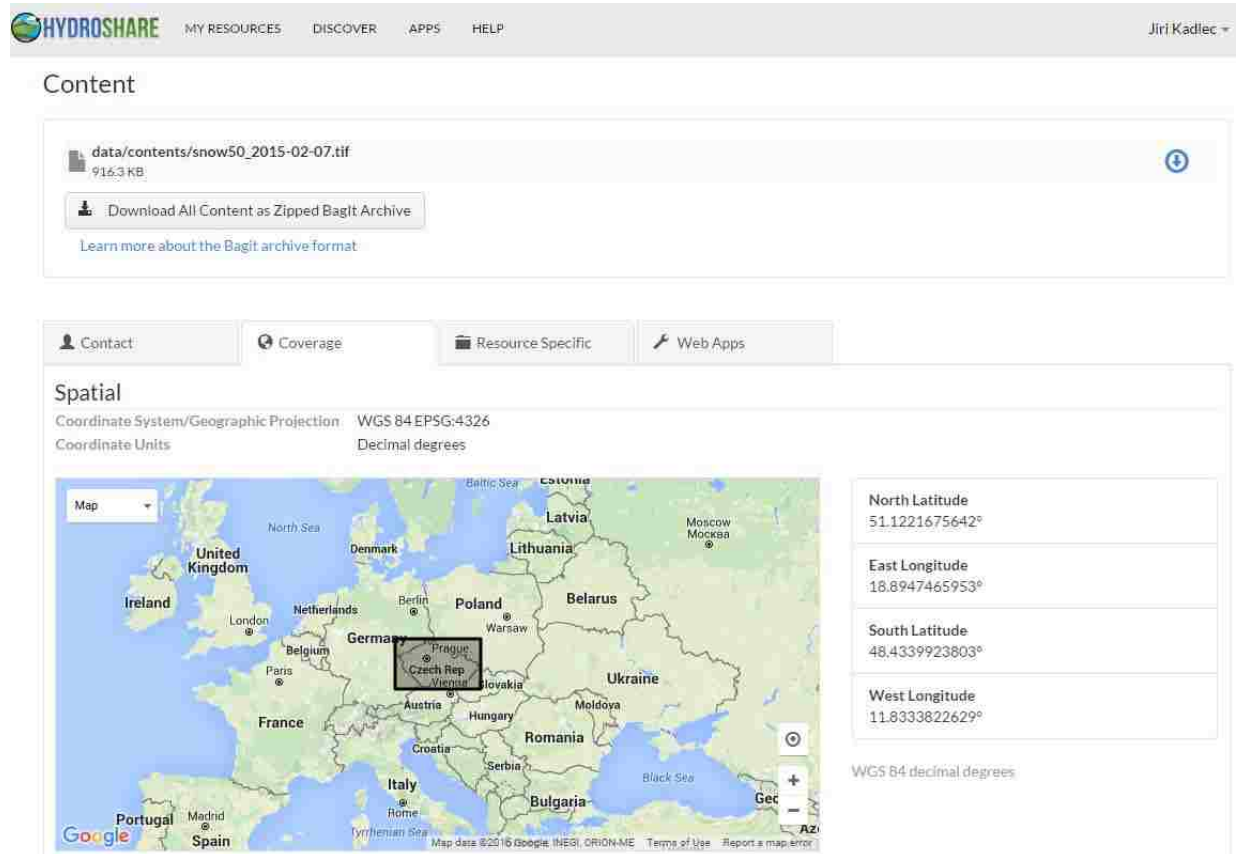 HYDROSHARE MY RESOURCES DISCOVER APPS HELP Jiri Kadlec
Content
data/contents/snow50_2015-02-07.tif
916.3 KB
Download All Content as Zipped BagIt Archive
Learn more about the BagIt archive format
Contact Coverage Resource Specific Web Apps
Spatial
Coordinate System/Geographic Projection WGS 84 EPSG:4326
Coordinate Units Decimal degrees
Map
Baltic Sea
Estonia
Latvia
Moscow
Москва
North Sea
Denmark
Lithuania
United
Kingdom
Ireland
Netherlands
Berlin
Poland
Belarus
London
Warsaw
Germany
Belgium
Prague
Paris
Czech Rep
Vienna
Slovakia
Ukraine
Austria
Hungary
Moldova
France
Romania
Croatia
Serbia
Italy
Black Sea
Rome
Bulgaria
Geo
Portugal
Madrid
Spain
Tyrrhenian Sea
Az
Google
Map data ©2016 Google, INEGI, ORION-ME Terms of Use Report a map error
North Latitude
51.1221675642°
East Longitude
18.8947465953°
South Latitude
48.4339923803°
West Longitude
11.8333822629°
WGS 84 decimal degrees